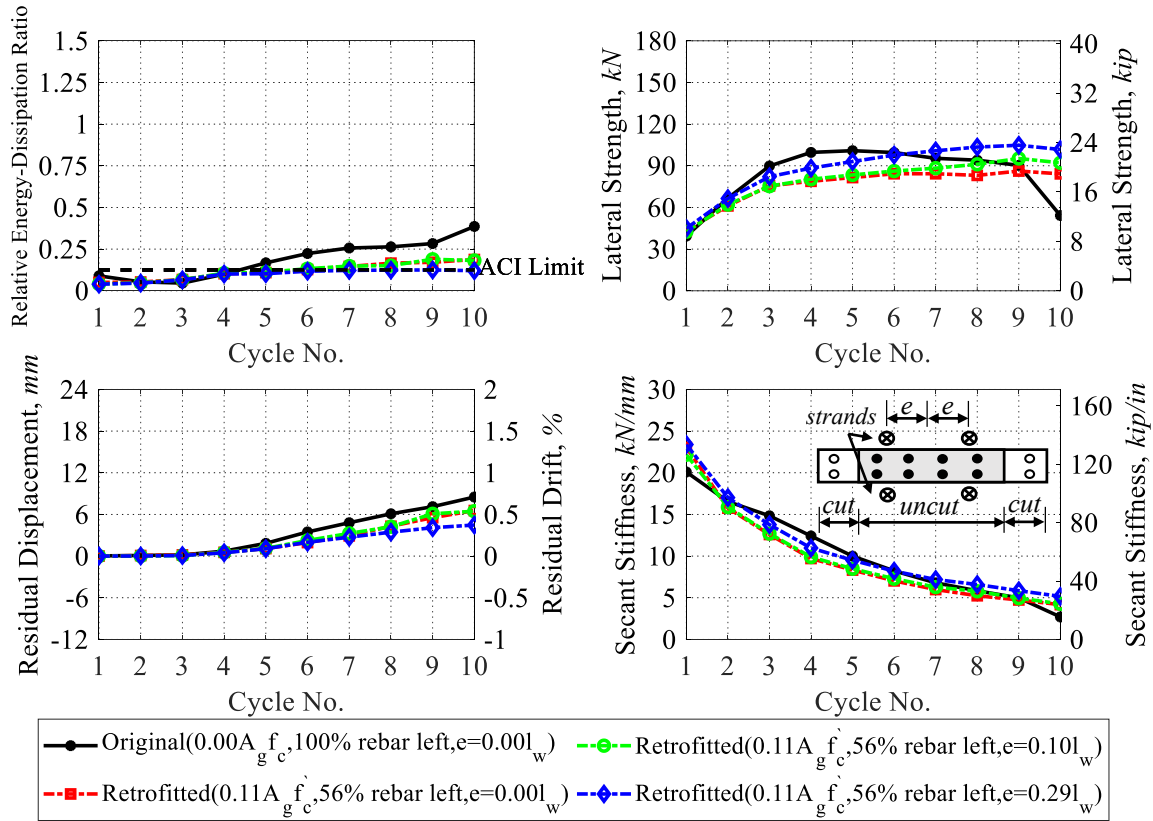 Relative Energy-Dissipation Ratio
1.5
1.25
1
0.75
0.5
0.25
0
ACI Limit
1 2 3 4 5 6 7 8 9 10
Cycle No.
Lateral Strength, kN
180
150
120
90
60
30
0
40
32
24
16
8
0
Lateral Strength, kip
1 2 3 4 5 6 7 8 9 10
Cycle No.
Residual Displacement, mm
24
18
12
6
0
-6
-12
2
1.5
1
0.5
0
-0.5
-1
Residual Drift, %
1 2 3 4 5 6 7 8 9 10
Cycle No.
Secant Stiffness, kN/mm
30
25
20
15
10
5
0
e e
strands
cut uncut cut
160
120
80
40
0
Secant Stiffness, kip/in
1 2 3 4 5 6 7 8 9 10
Cycle No.
Original(0.00A_g f_c`,100% rebar left,e=0.00l_w)
Retrofitted(0.11A_g f_c`,56% rebar left,e=0.10l_w)
Retrofitted(0.11A_g f_c`,56% rebar left,e=0.00l_w)
Retrofitted(0.11A_g f_c`,56% rebar left,e=0.29l_w)